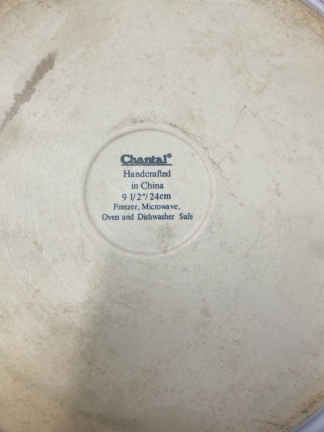 Chantal®
Handcrafted
in China
9 1/2"/24cm
Freezer, Microwave,
Oven and Dishwasher Safe